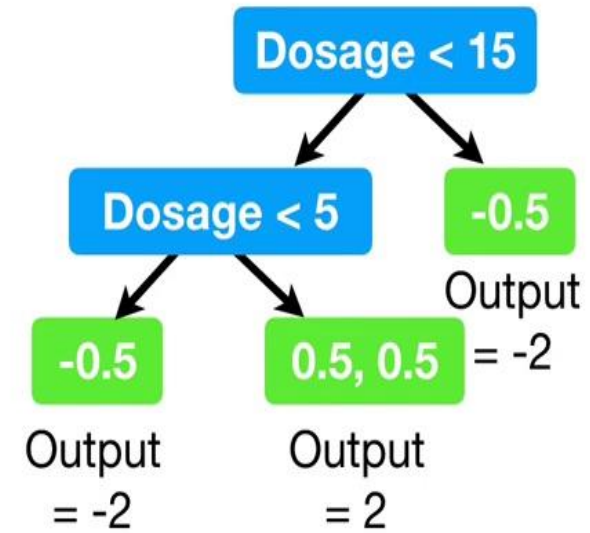 Dosage < 15
Dosage < 5
-0.5
Output
= -2
-0.5
0.5, 0.5
Output
= -2
Output
= 2